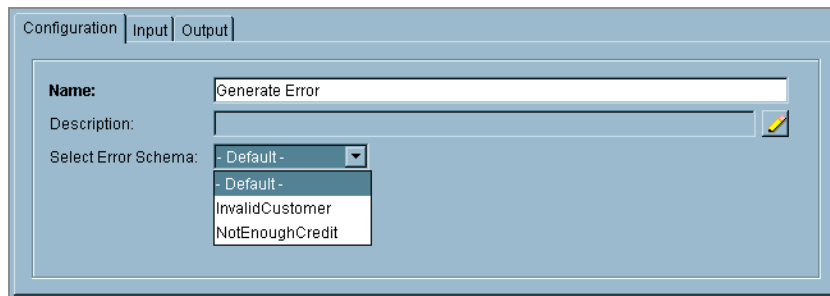 Configuration Input Output
Name: Generate Error
Description:
Select Error Schema: - Default -
- Default -
InvalidCustomer
NotEnoughCredit